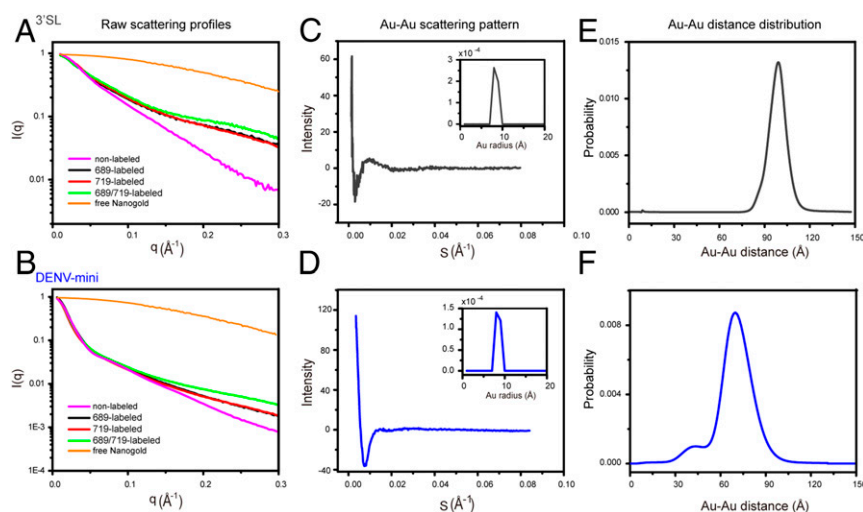 Raw scattering profiles
Au-Au scattering pattern
Au-Au distance distribution
A
3'SL
1
0.1
0.01
I(q)
non-labeled
689-labeled
719-labeled
689/719-labeled
free Nanogold
0.0
0.1
0.2
0.3
q (Å⁻¹)
C
60
40
20
0
-20
Intensity
x10⁻⁴
3
2
1
0
0
10
20
Au radius (Å)
0.00
0.02
0.04
0.06
0.08
0.10
S (Å⁻¹)
E
0.015
0.010
0.005
0.000
Probability
0
30
60
90
120
150
Au-Au distance (Å)
B
DENV-mini
1
0.1
0.01
1E-3
1E-4
I(q)
non-labeled
689-labeled
719-labeled
689/719-labeled
free Nanogold
0.0
0.1
0.2
0.3
q (Å⁻¹)
D
120
80
40
0
-40
Intensity
x10⁻⁴
1.5
1.0
0.5
0.0
0
10
20
Au radius (Å)
0.00
0.02
0.04
0.06
0.08
0.10
S (Å⁻¹)
F
0.008
0.004
0.000
Probability
0
30
60
90
120
150
Au-Au distance (Å)